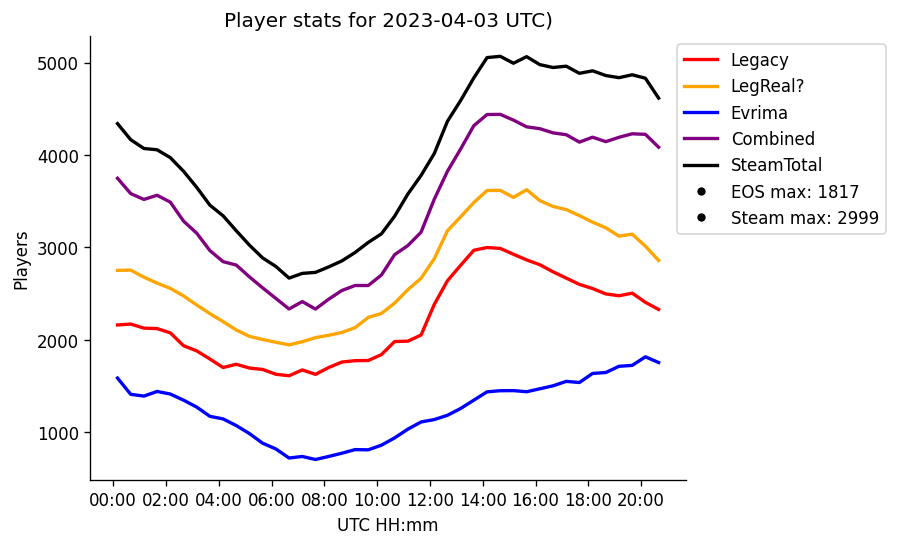 Player stats for 2023-04-03 UTC)
Players
5000
4000
3000
2000
1000
00:00 02:00 04:00 06:00 08:00 10:00 12:00 14:00 16:00 18:00 20:00
UTC HH:mm
Legacy
LegReal?
Evrima
Combined
SteamTotal
EOS max: 1817
Steam max: 2999